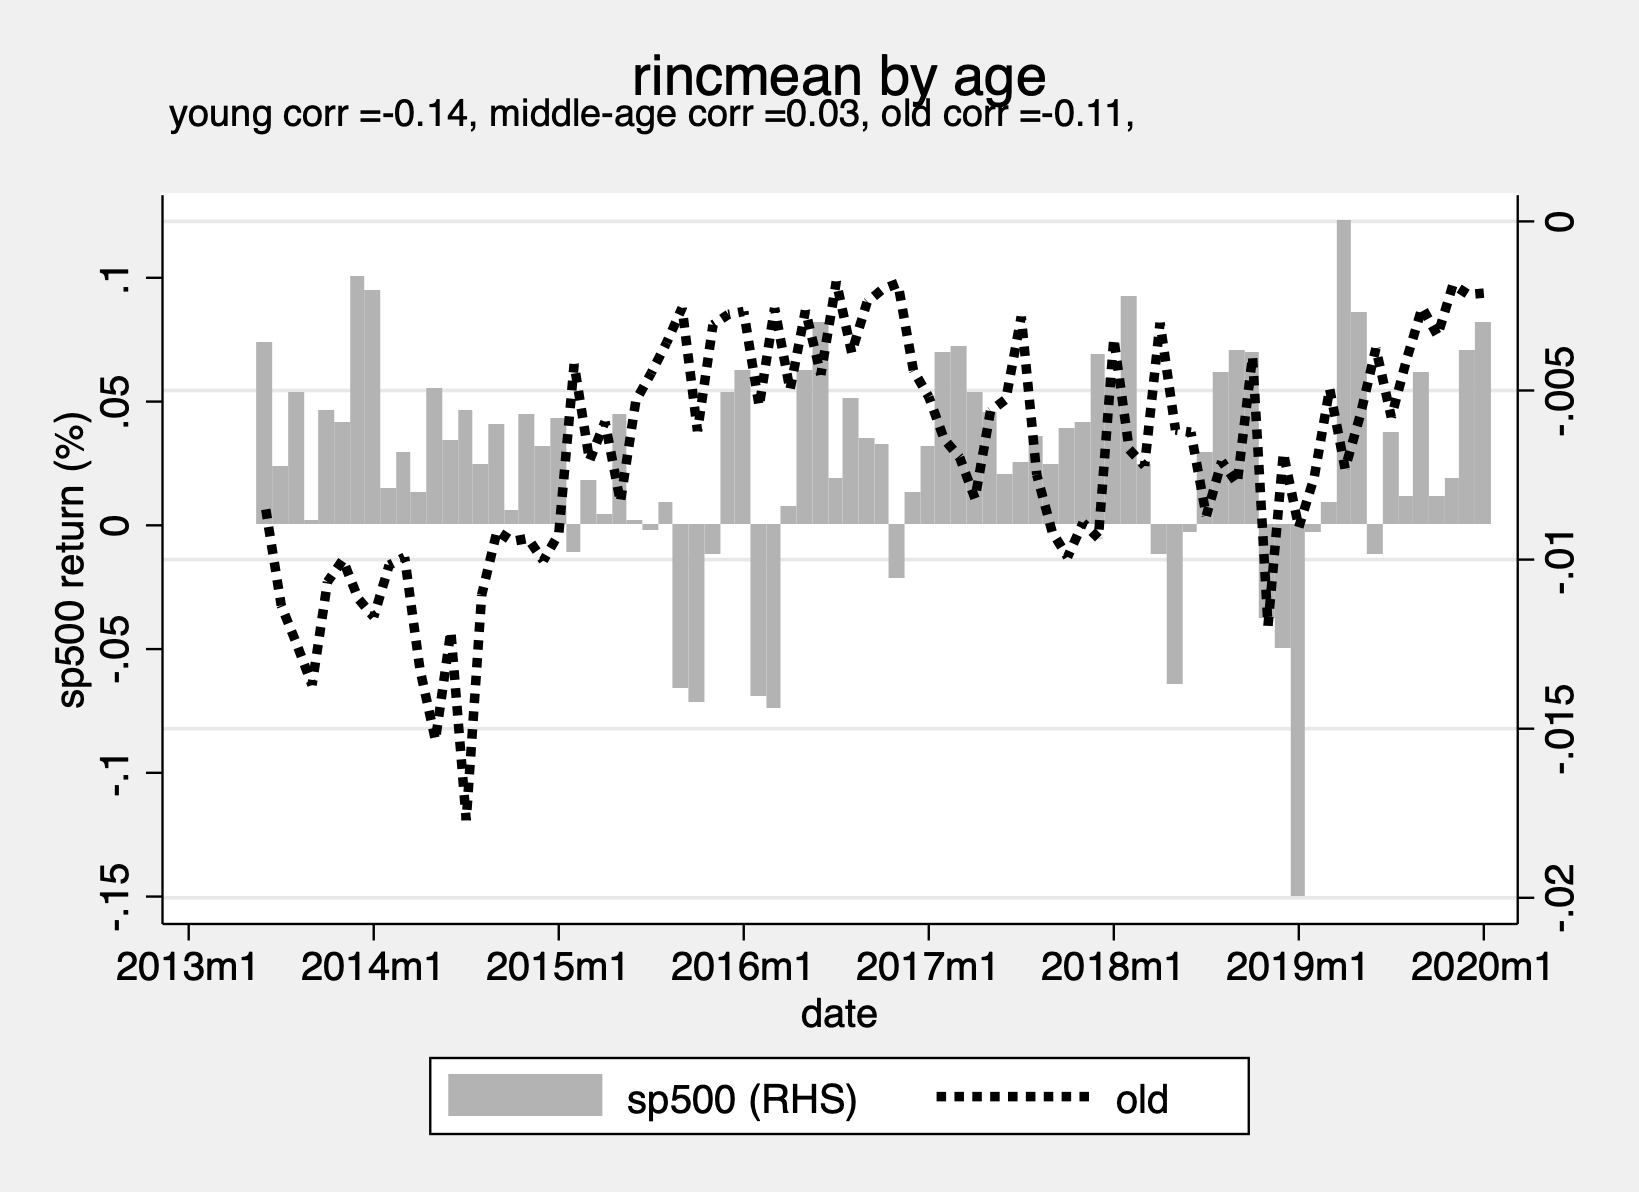 rincmean by age
young corr =-0.14, middle-age corr =0.03, old corr =-0.11,
sp500 return (%)
.1
.05
0
-.05
-.1
-.15
0
-.005
-.01
-.015
-.02
2013m1 2014m1 2015m1 2016m1 2017m1 2018m1 2019m1 2020m1
date
sp500 (RHS) old